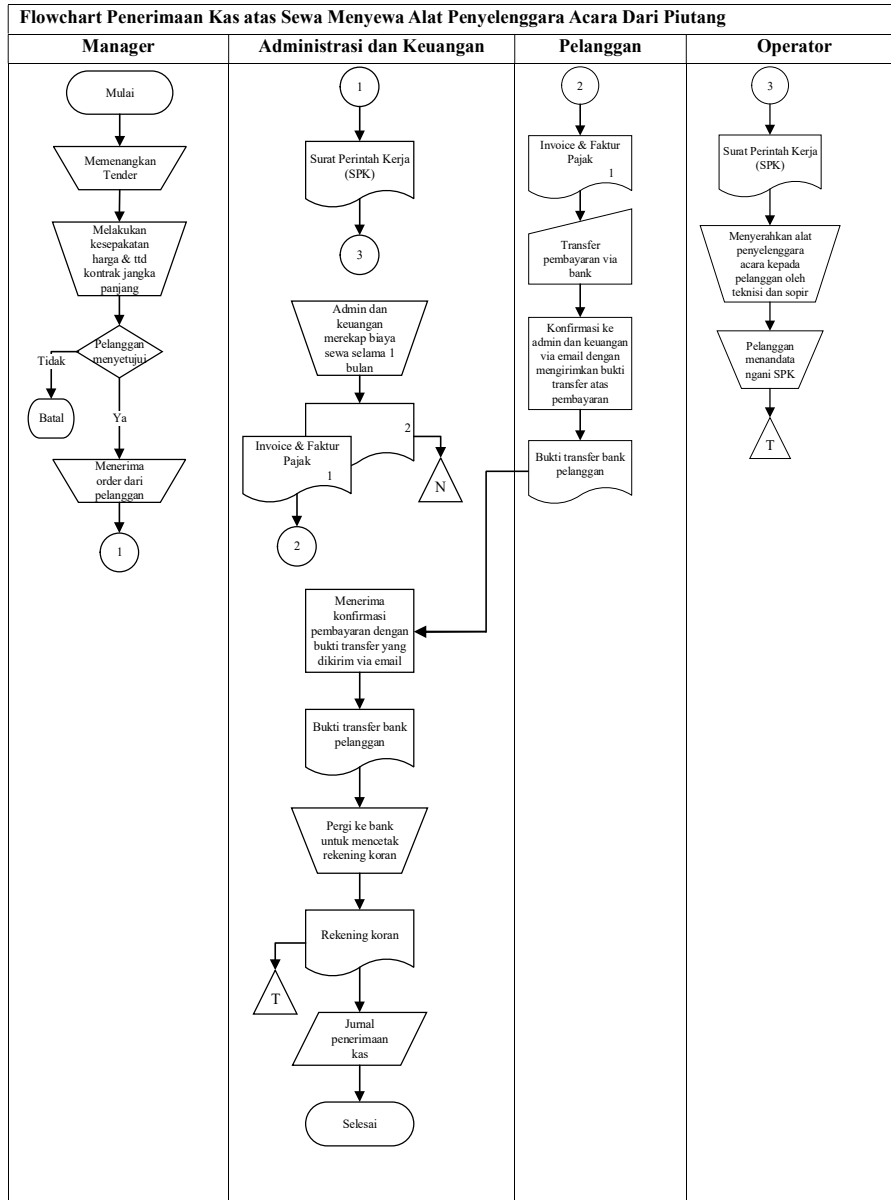 Flowchart Penerimaan Kas atas Sewa Menyewa Alat Penyelenggara Acara Dari Piutang
Manager
Administrasi dan Keuangan
Pelanggan
Operator
Mulai
Memenangkan
Tender
Melakukan
kesepakatan
harga & ttd
kontrak jangka
panjang
Pelanggan
menyetujui
Tidak
Batal
Ya
Menerima
order dari
pelanggan
1
1
Surat Perintah Kerja
(SPK)
3
Admin dan
keuangan
merekap biaya
sewa selama 1
bulan
2
Invoice & Faktur
Pajak
1
N
2
Menerima
konfirmasi
pembayaran dengan
bukti transfer yang
dikirim via email
Bukti transfer bank
pelanggan
Pergi ke bank
untuk mencetak
rekening koran
Rekening koran
T
Jurnal
penerimaan
kas
Selesai
2
Invoice & Faktur
Pajak
1
Transfer
pembayaran via
bank
Konfirmasi ke
admin dan keuangan
via email dengan
mengirimkan bukti
transfer atas
pembayaran
Bukti transfer bank
pelanggan
3
Surat Perintah Kerja
(SPK)
Menyerahkan alat
penyelenggara
acara kepada
pelanggan oleh
teknisi dan sopir
Pelanggan
menandata
ngani SPK
T